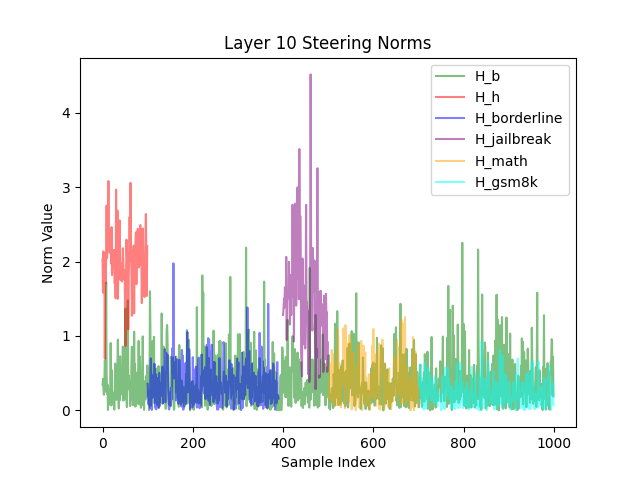 Layer 10 Steering Norms
H_b
H_h
H_borderline
H_jailbreak
H_math
H_gsm8k
Norm Value
4
3
2
1
0
0 200 400 600 800 1000
Sample Index